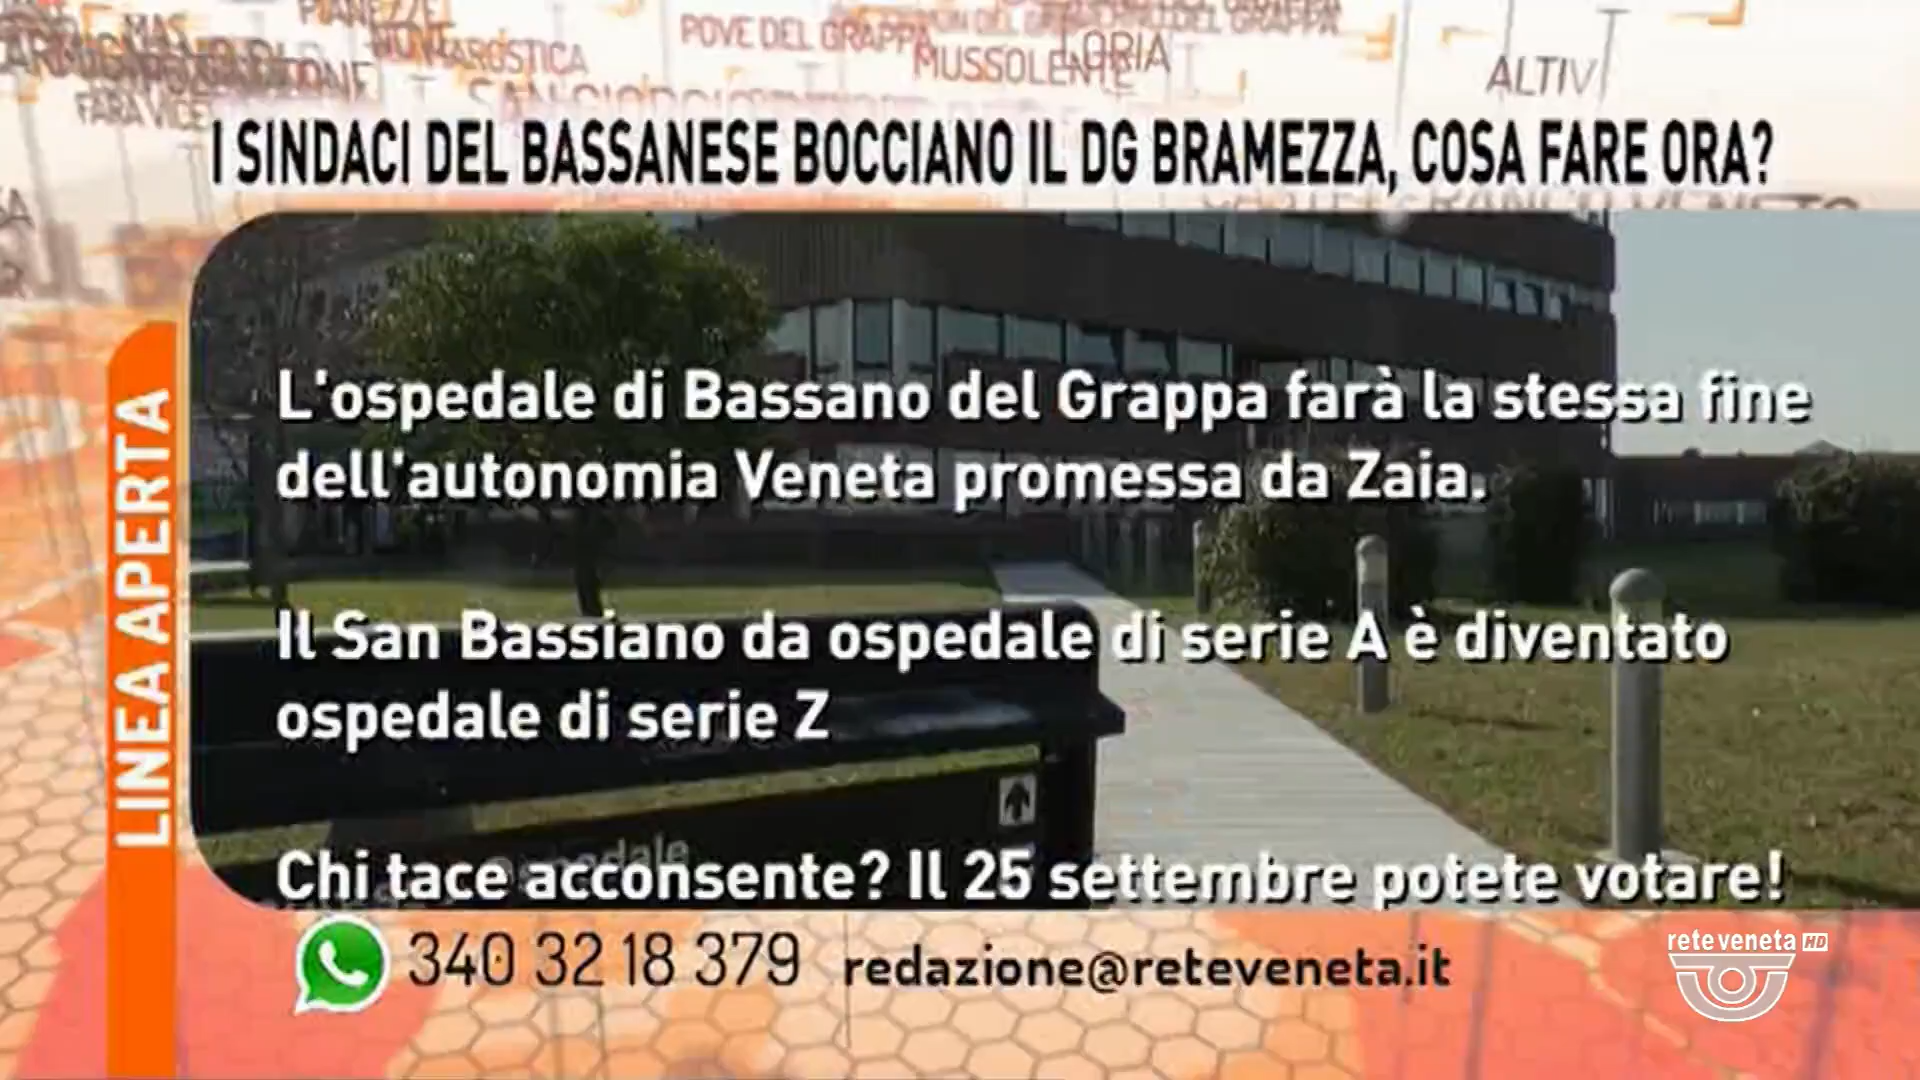 PIANEZZE
MAS
POVE DEL GRAPPA
MUSSOLENTE
LORIA
ALTIV
I SINDACI DEL BASSANESE BOCCIANO IL DG BRAMEZZA, COSA FARE ORA?
LINEA APERTA
L'ospedale di Bassano del Grappa farà la stessa fine
dell'autonomia Veneta promessa da Zaia.
Il San Bassiano da ospedale di serie A è diventato
ospedale di serie Z
ospedale
Chi tace acconsente? Il 25 settembre potete votare!
340 32 18 379 redazione@reteveneta.it
reteveneta HD